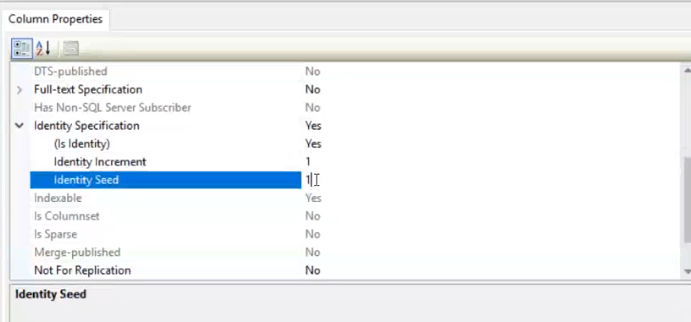 Column Properties
DTS-published No
Full-text Specification No
Has Non-SQL Server Subscriber No
Identity Specification Yes
(Is Identity) Yes
Identity Increment 1
Identity Seed 1
Indexable Yes
Is Columnset No
Is Sparse No
Merge-published No
Not For Replication No
Identity Seed